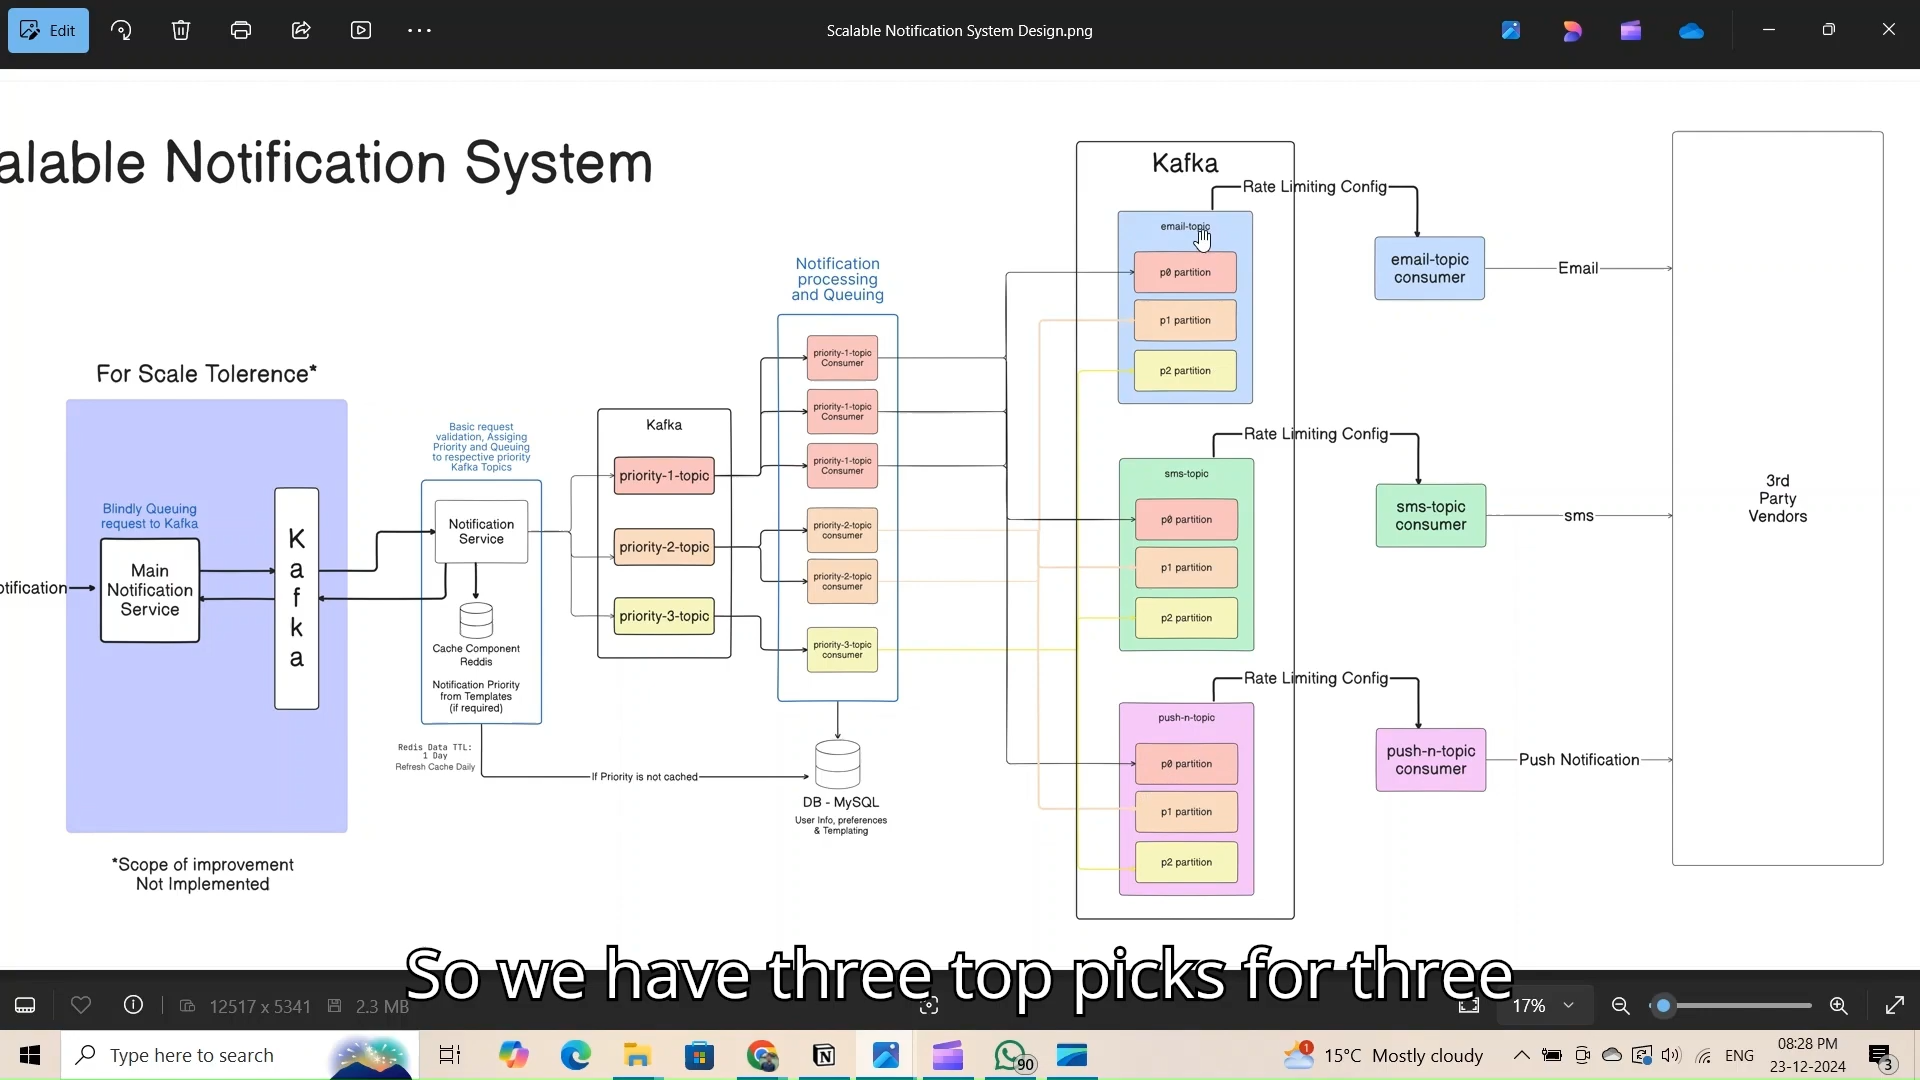 Edit
Scalable Notification System Design.png
alable Notification System
Kafka
Rate Limiting Config
email-topic
p0 partition
p1 partition
p2 partition
email-topic
consumer
Email
Notification
processing
and Queuing
For Scale Tolerence*
Blindly Queuing
request to Kafka
Main
Notification
Service
otification
K
a
f
k
a
Basic request
validation, Assiging
Priority and Queuing
to respective priority
Kafka Topics
Notification
Service
Cache Component
Reddis
Notification Priority
from Templates
(if required)
Redis Data TTL:
1 Day
Refresh Cache Daily
If Priority is not cached
Kafka
priority-1-topic
priority-2-topic
priority-3-topic
priority-1-topic
Consumer
priority-1-topic
Consumer
priority-1-topic
Consumer
priority-2-topic
consumer
priority-2-topic
consumer
priority-3-topic
consumer
DB - MySQL
User Info, preferences
& Templating
Rate Limiting Config
sms-topic
p0 partition
p1 partition
p2 partition
sms-topic
consumer
sms
Rate Limiting Config
push-n-topic
p0 partition
p1 partition
p2 partition
push-n-topic
consumer
Push Notification
3rd
Party
Vendors
*Scope of improvement
Not Implemented
So we have three top picks for three
12517 x 5341
2.3 MB
17%
Type here to search
90
1
15°C Mostly cloudy
ENG
08:28 PM
23-12-2024
3